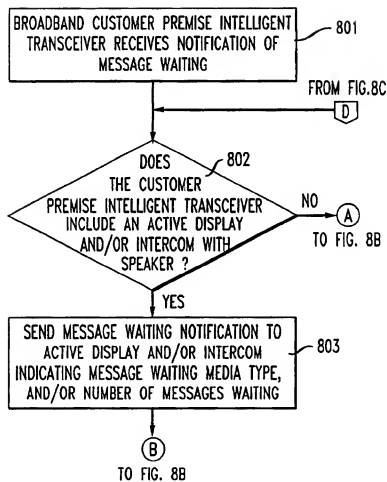 BROADBAND CUSTOMER PREMISE INTELLIGENT
TRANSCEIVER RECEIVES NOTIFICATION OF
MESSAGE WAITING
801
FROM FIG.8C
D
DOES
THE CUSTOMER
PREMISE INTELLIGENT TRANSCEIVER
INCLUDE AN ACTIVE DISPLAY
AND/OR INTERCOM WITH
SPEAKER ?
802
NO
A
TO FIG. 8B
YES
SEND MESSAGE WAITING NOTIFICATION TO
ACTIVE DISPLAY AND/OR INTERCOM
INDICATING MESSAGE WAITING MEDIA TYPE,
AND/OR NUMBER OF MESSAGES WAITING
803
B
TO FIG. 8B